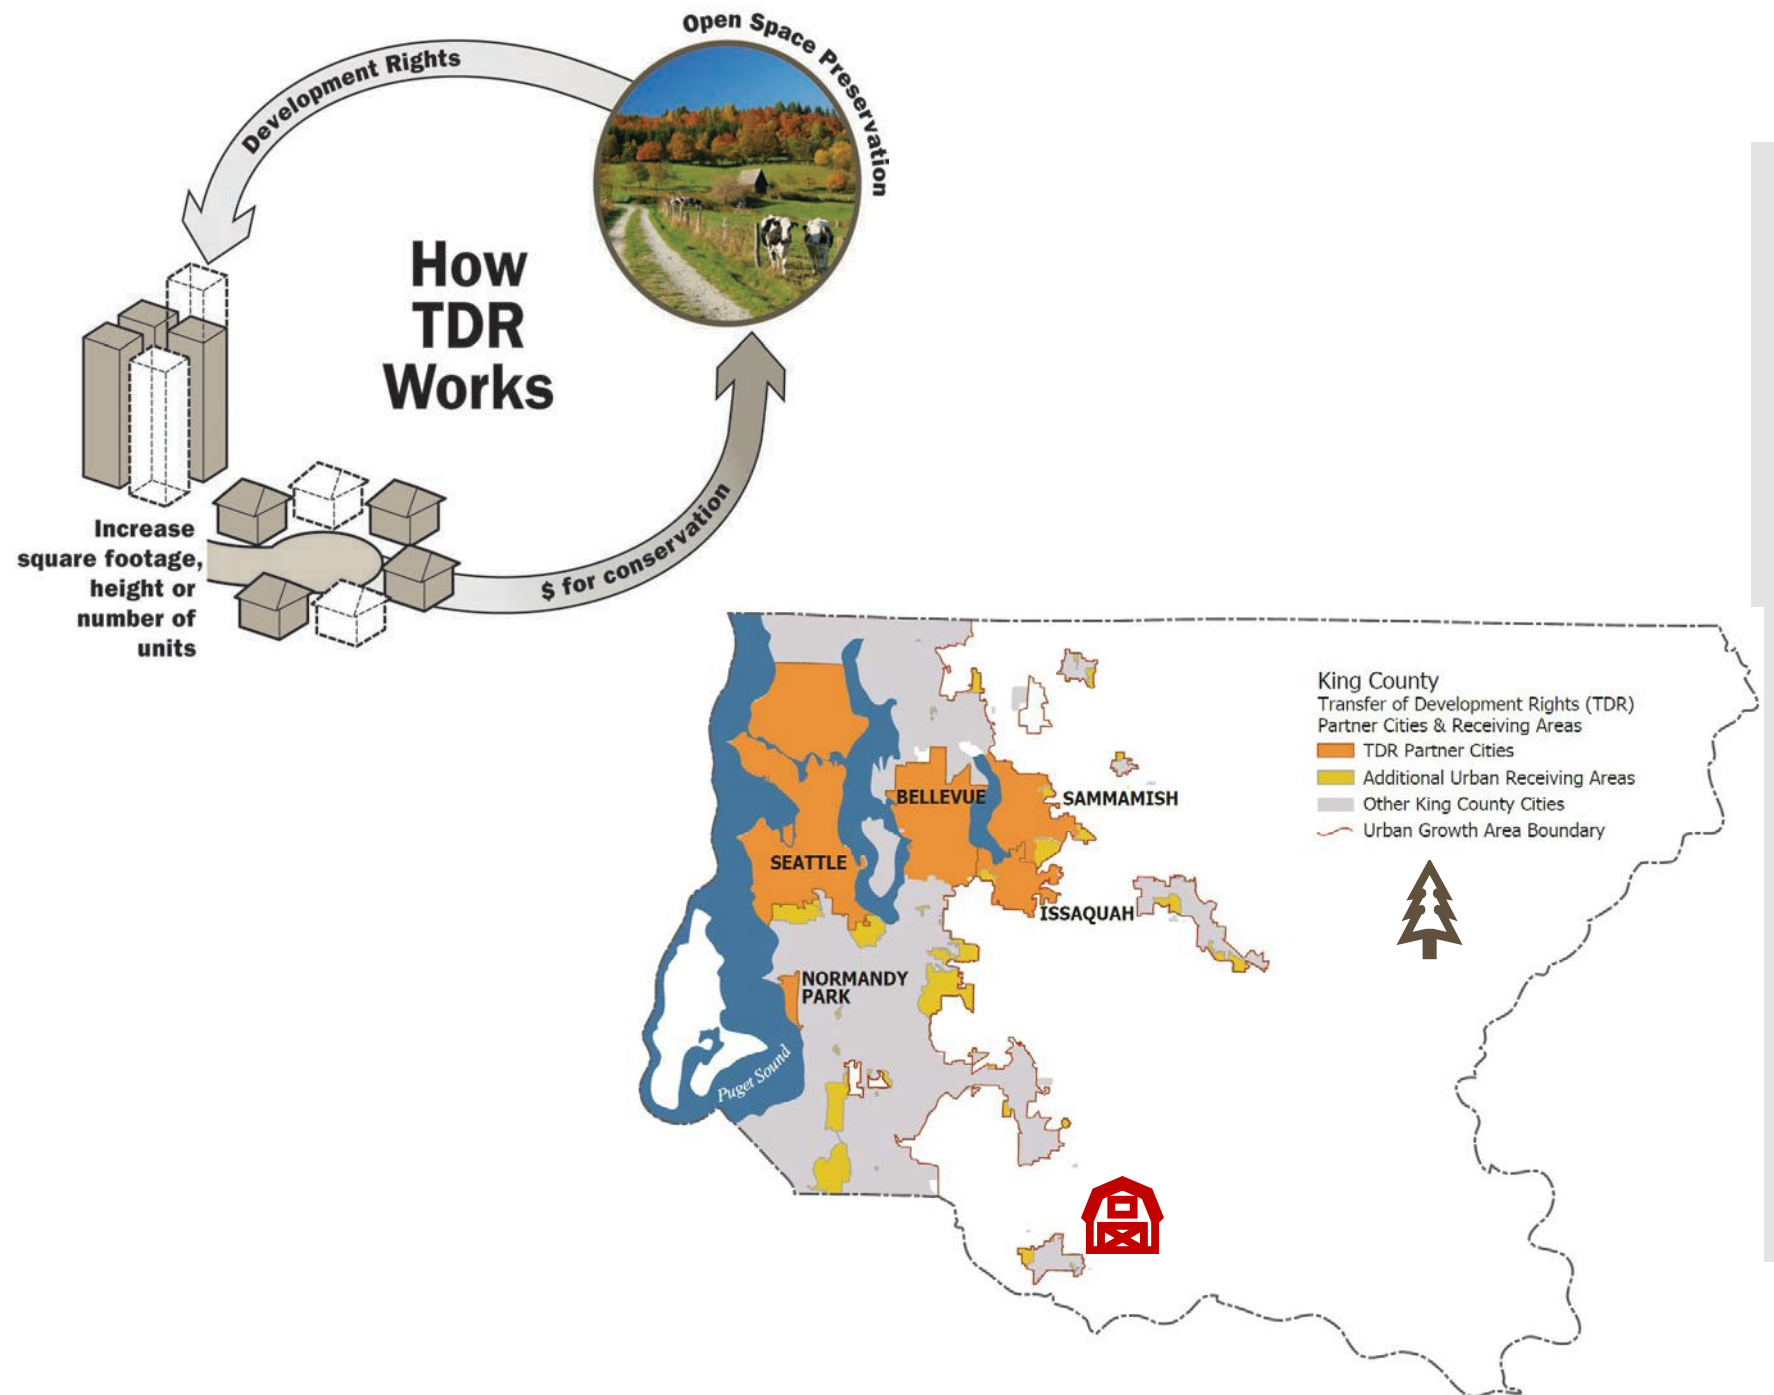 Open Space Preservation
Development Rights
How
TDR
Works
$ for conservation
Increase
square footage,
height or
number of
units
King County
Transfer of Development Rights (TDR)
Partner Cities & Receiving Areas
TDR Partner Cities
Additional Urban Receiving Areas
Other King County Cities
Urban Growth Area Boundary
BELLEVUE
SAMMAMISH
SEATTLE
ISSAQUAH
NORMANDY
PARK
Puget Sound